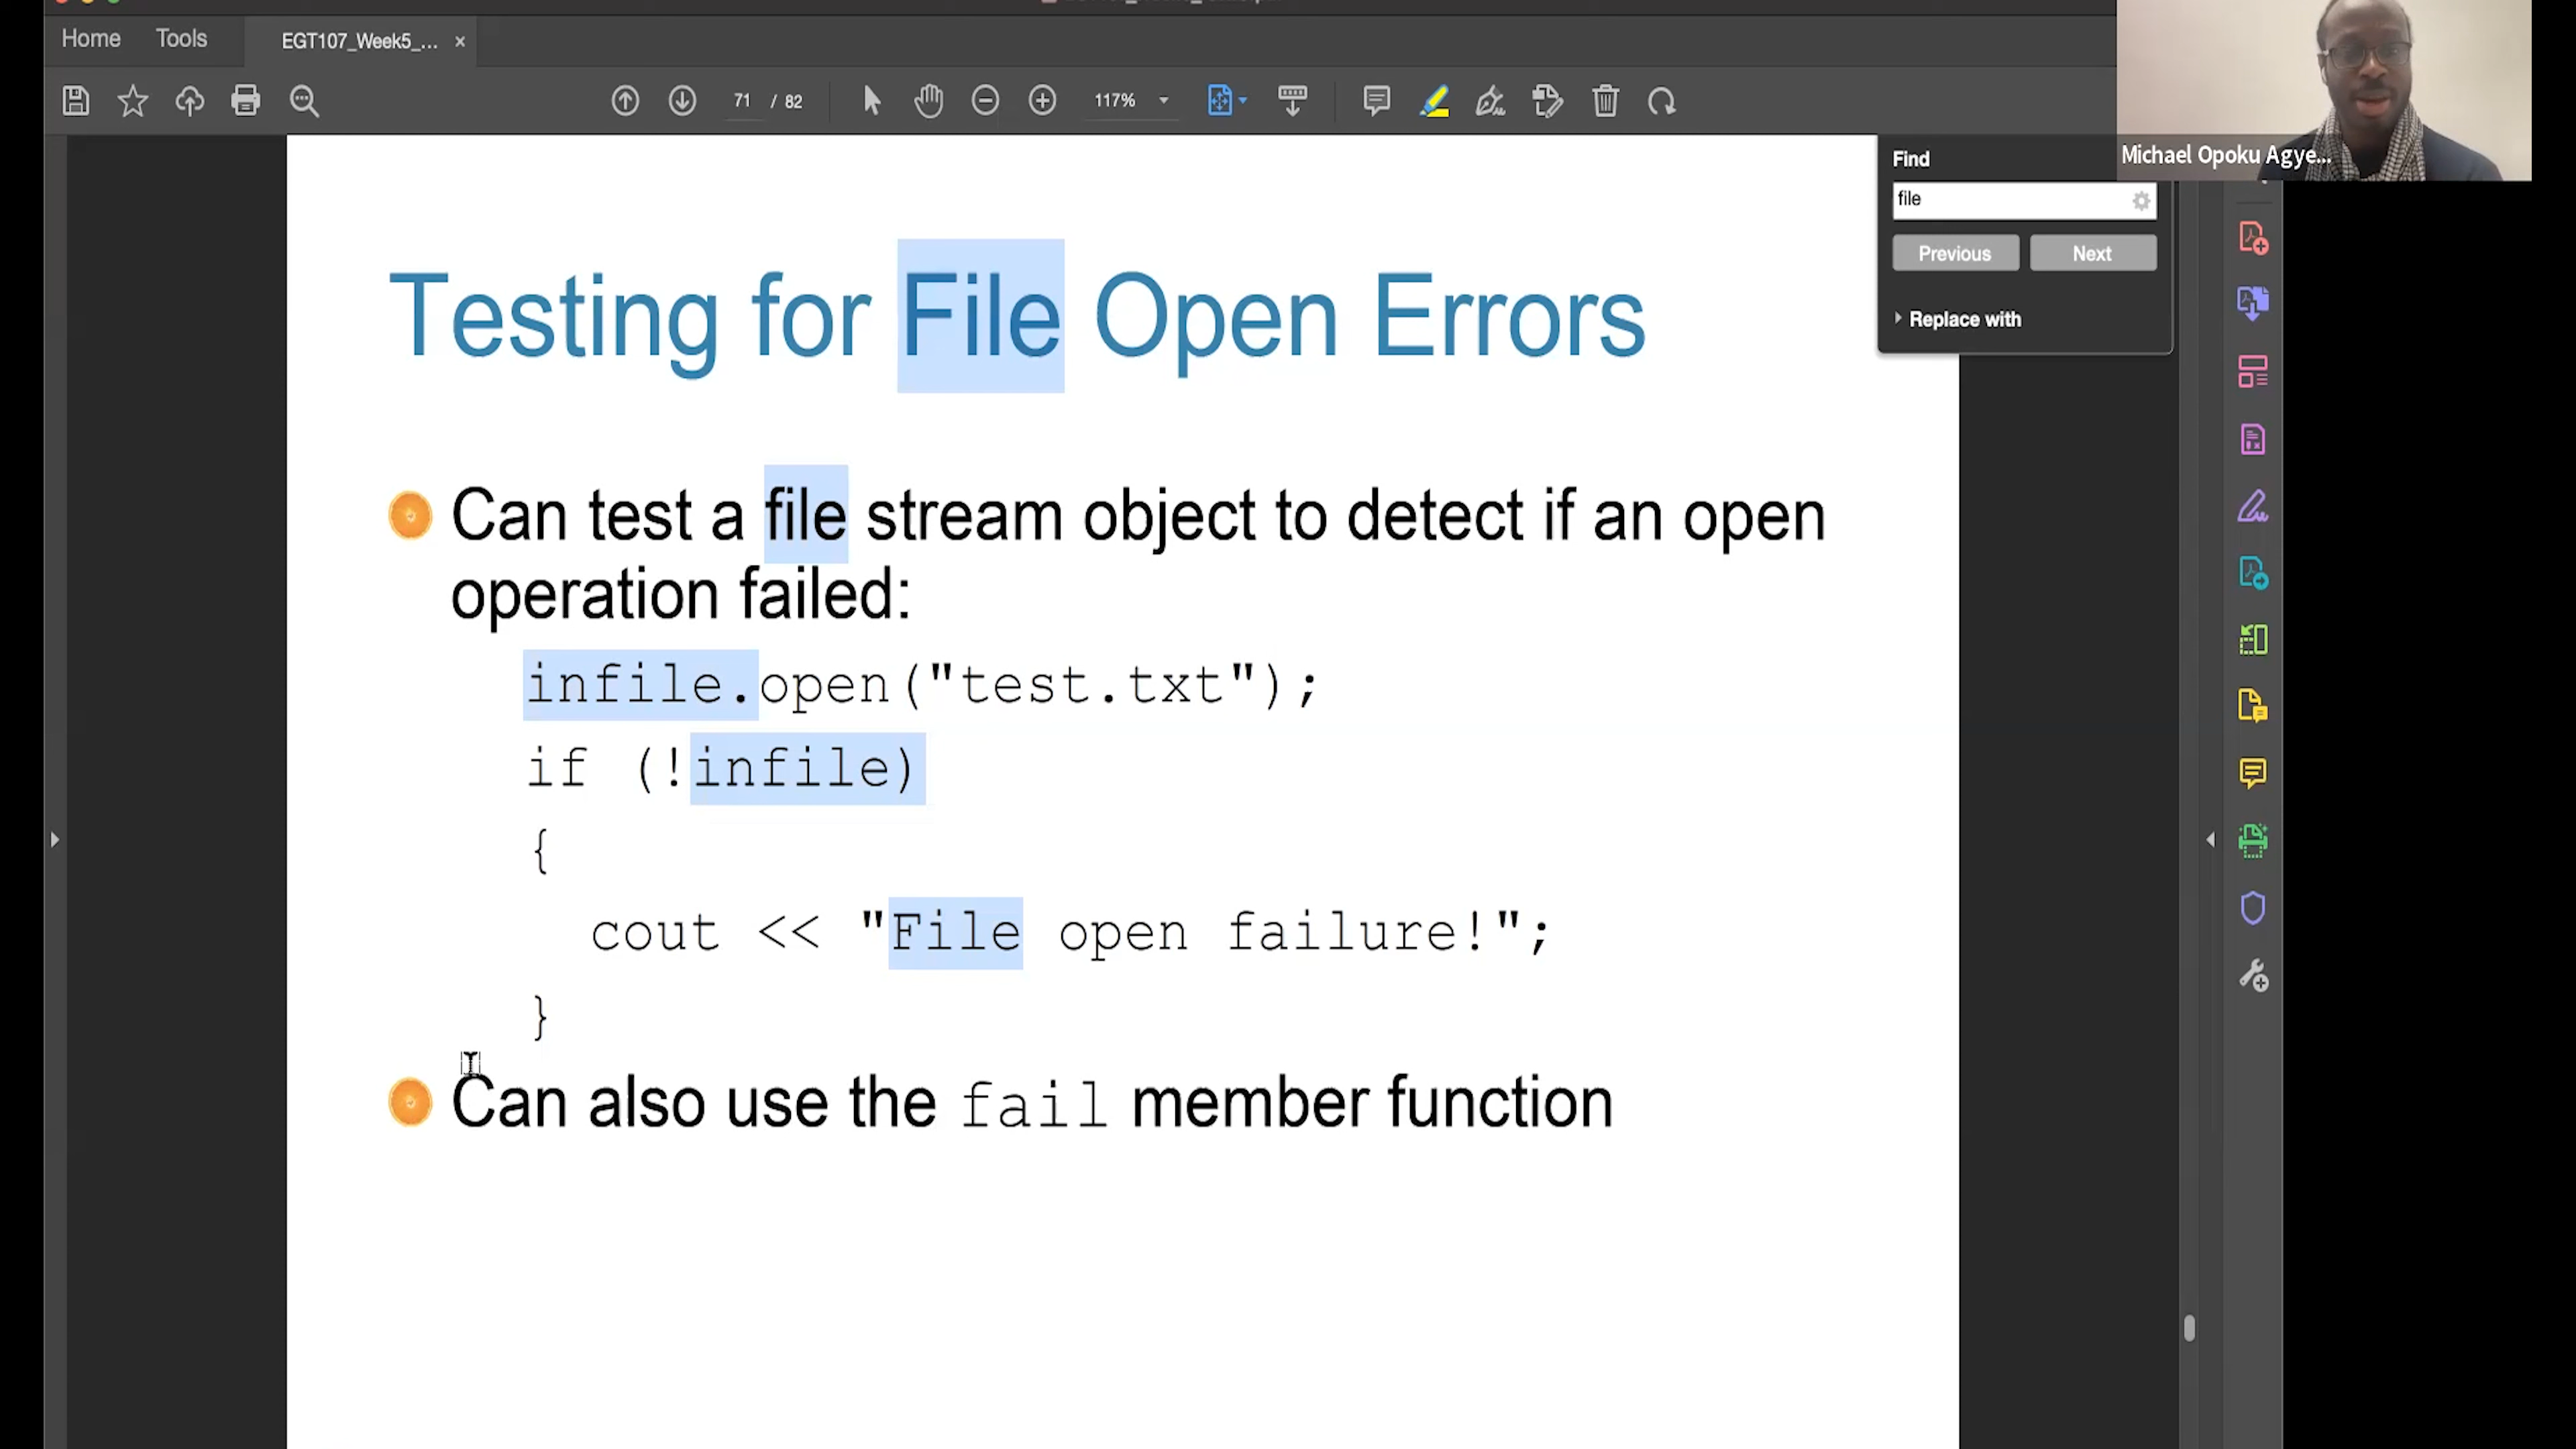 Home Tools EGT107_Week5_... ×
71 / 82 117%
Michael Opoku Agye...
Find
file
Previous Next
Replace with
Testing for File Open Errors
Can test a file stream object to detect if an open
operation failed:
infile.open("test.txt");
if (!infile)
{
cout << "File open failure!";
}
Can also use the fail member function